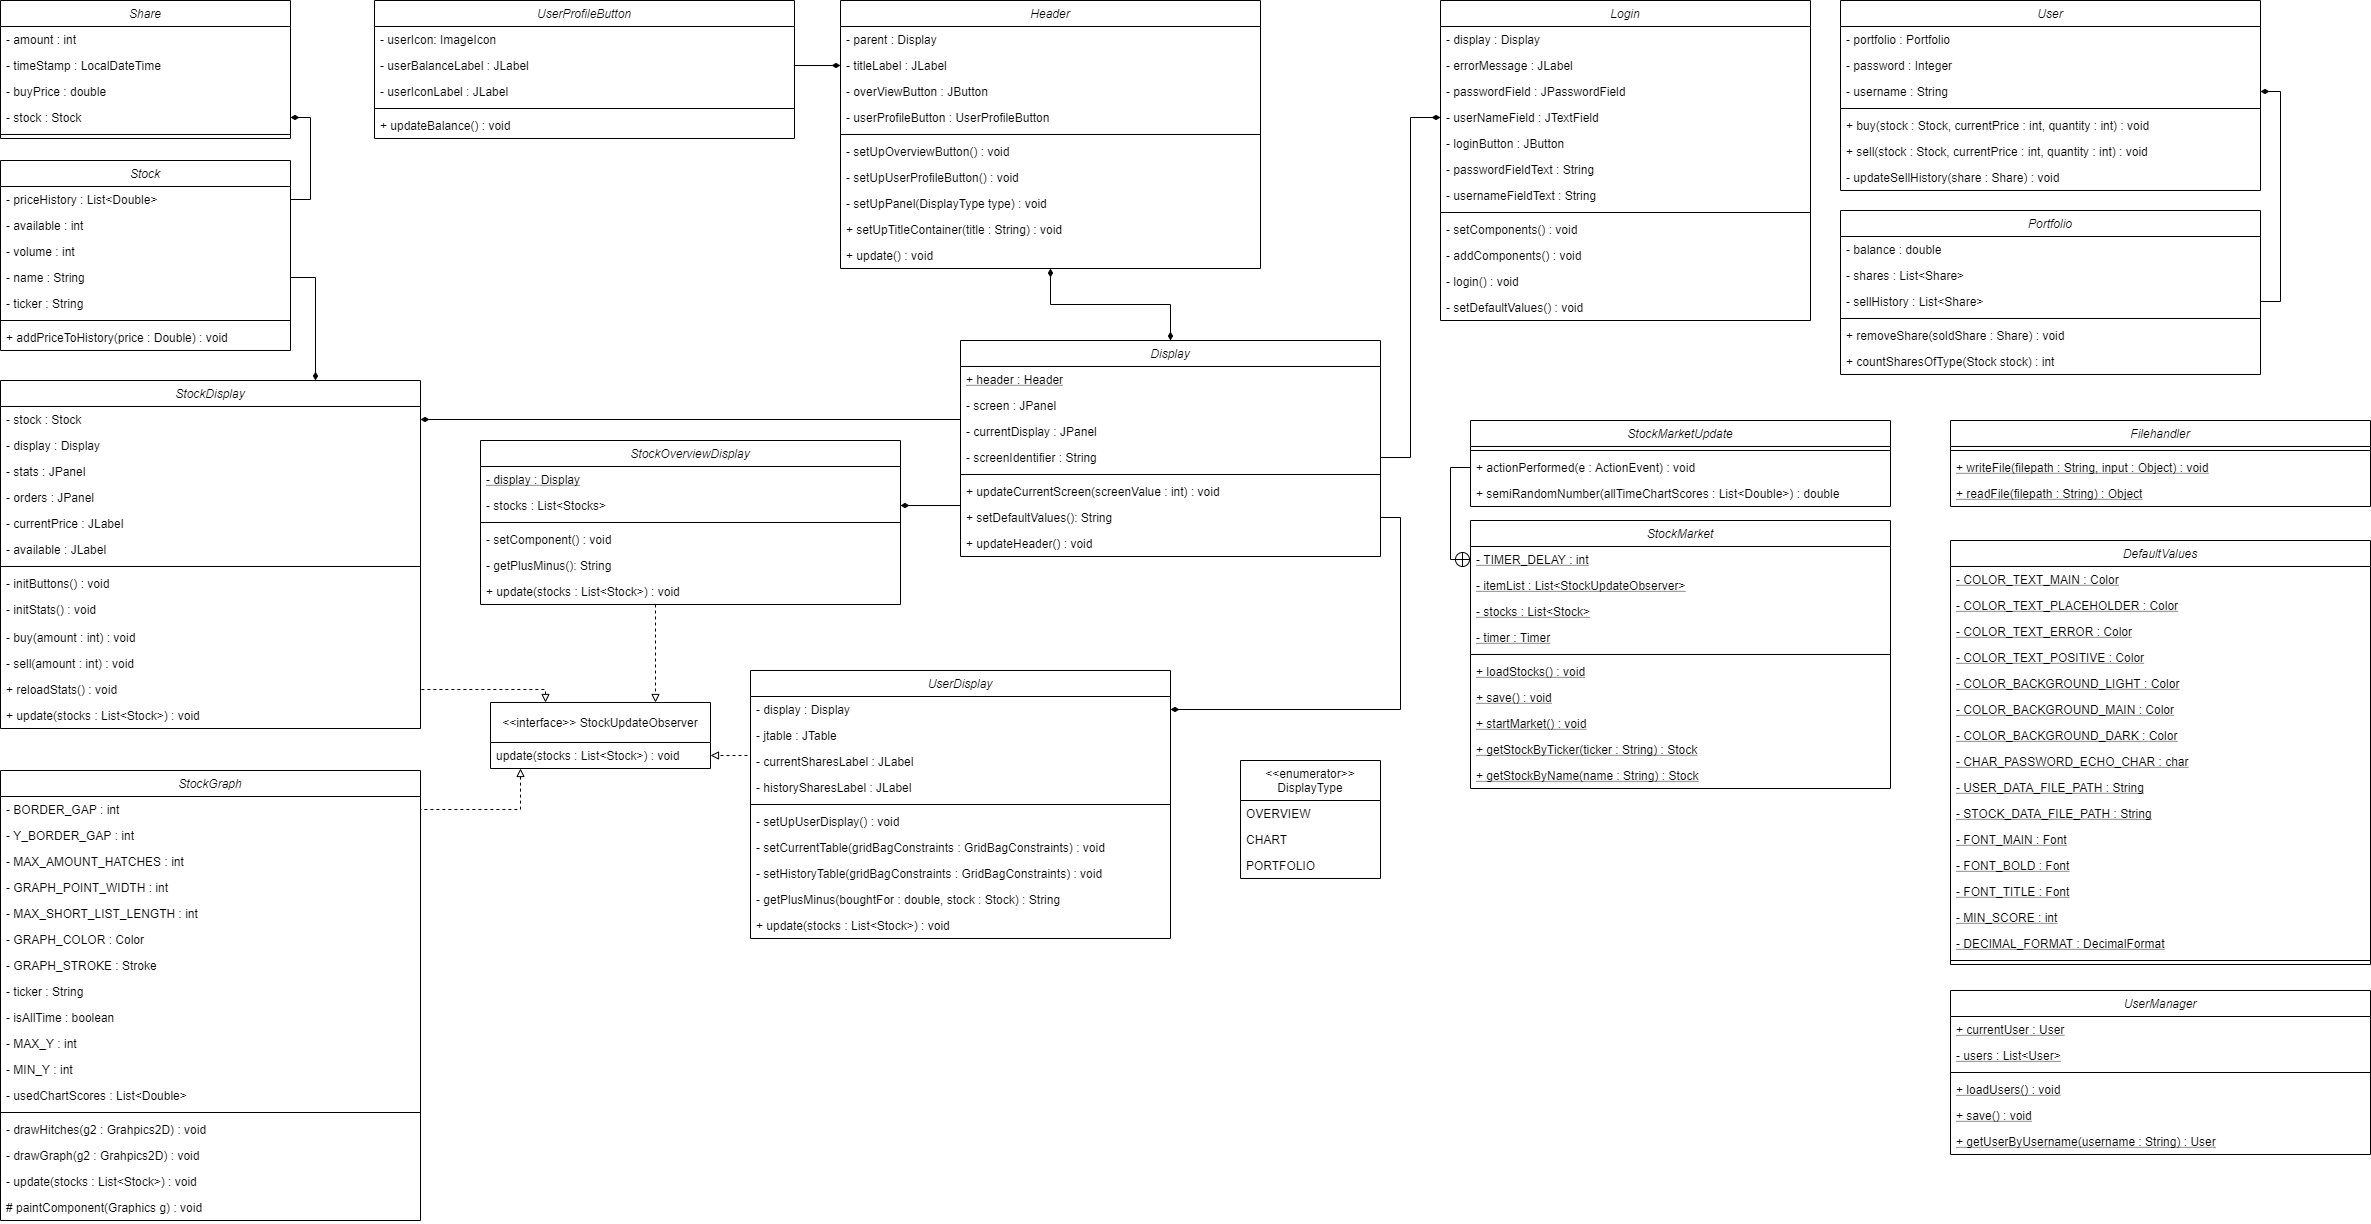 Share
- amount : int
- timeStamp : LocalDateTime
- buyPrice : double
- stock : Stock
UserProfileButton
- userIcon: ImageIcon
- userBalanceLabel : JLabel
- userIconLabel : JLabel
+ updateBalance() : void
Header
- parent : Display
- titleLabel : JLabel
- overViewButton : JButton
- userProfileButton : UserProfileButton
- setUpOverviewButton() : void
- setUpUserProfileButton() : void
- setUpPanel(DisplayType type) : void
+ setUpTitleContainer(title : String) : void
+ update() : void
Login
- display : Display
- errorMessage : JLabel
- passwordField : JPasswordField
- userNameField : JTextField
- loginButton : JButton
- passwordFieldText : String
- usernameFieldText : String
- setComponents() : void
- addComponents() : void
- login() : void
- setDefaultValues() : void
User
- portfolio : Portfolio
- password : Integer
- username : String
+ buy(stock : Stock, currentPrice : int, quantity : int) : void
+ sell(stock : Stock, currentPrice : int, quantity : int) : void
- updateSellHistory(share : Share) : void
Stock
- priceHistory : List<Double>
- available : int
- volume : int
- name : String
- ticker : String
+ addPriceToHistory(price : Double) : void
Portfolio
- balance : double
- shares : List<Share>
- sellHistory : List<Share>
+ removeShare(soldShare : Share) : void
+ countSharesOfType(Stock stock) : int
Display
+ header : Header
- screen : JPanel
- currentDisplay : JPanel
- screenIdentifier : String
+ updateCurrentScreen(screenValue : int) : void
+ setDefaultValues(): String
+ updateHeader() : void
StockDisplay
- stock : Stock
- display : Display
- stats : JPanel
- orders : JPanel
- currentPrice : JLabel
- available : JLabel
- initButtons() : void
- initStats() : void
- buy(amount : int) : void
- sell(amount : int) : void
+ reloadStats() : void
+ update(stocks : List<Stock>) : void
StockOverviewDisplay
- display : Display
- stocks : List<Stocks>
- setComponent() : void
- getPlusMinus(): String
+ update(stocks : List<Stock>) : void
StockMarketUpdate
+ actionPerformed(e : ActionEvent) : void
+ semiRandomNumber(allTimeChartScores : List<Double>) : double
Filehandler
+ writeFile(filepath : String, input : Object) : void
+ readFile(filepath : String) : Object
StockMarket
- TIMER_DELAY : int
- itemList : List<StockUpdateObserver>
- stocks : List<Stock>
- timer : Timer
+ loadStocks() : void
+ save() : void
+ startMarket() : void
+ getStockByTicker(ticker : String) : Stock
+ getStockByName(name : String) : Stock
DefaultValues
- COLOR_TEXT_MAIN : Color
- COLOR_TEXT_PLACEHOLDER : Color
- COLOR_TEXT_ERROR : Color
- COLOR_TEXT_POSITIVE : Color
- COLOR_BACKGROUND_LIGHT : Color
- COLOR_BACKGROUND_MAIN : Color
- COLOR_BACKGROUND_DARK : Color
- CHAR_PASSWORD_ECHO_CHAR : char
- USER_DATA_FILE_PATH : String
- STOCK_DATA_FILE_PATH : String
- FONT_MAIN : Font
- FONT_BOLD : Font
- FONT_TITLE : Font
- MIN_SCORE : int
- DECIMAL_FORMAT : DecimalFormat
<<interface>> StockUpdateObserver
update(stocks : List<Stock>) : void
UserDisplay
- display : Display
- jtable : JTable
- currentSharesLabel : JLabel
- historySharesLabel : JLabel
- setUpUserDisplay() : void
- setCurrentTable(gridBagConstraints : GridBagConstraints) : void
- setHistoryTable(gridBagConstraints : GridBagConstraints) : void
- getPlusMinus(boughtFor : double, stock : Stock) : String
+ update(stocks : List<Stock>) : void
<<enumerator>>
DisplayType
OVERVIEW
CHART
PORTFOLIO
StockGraph
- BORDER_GAP : int
- Y_BORDER_GAP : int
- MAX_AMOUNT_HATCHES : int
- GRAPH_POINT_WIDTH : int
- MAX_SHORT_LIST_LENGTH : int
- GRAPH_COLOR : Color
- GRAPH_STROKE : Stroke
- ticker : String
- isAllTime : boolean
- MAX_Y : int
- MIN_Y : int
- usedChartScores : List<Double>
- drawHitches(g2 : Grahpics2D) : void
- drawGraph(g2 : Grahpics2D) : void
- update(stocks : List<Stock>) : void
# paintComponent(Graphics g) : void
UserManager
+ currentUser : User
- users : List<User>
+ loadUsers() : void
+ save() : void
+ getUserByUsername(username : String) : User